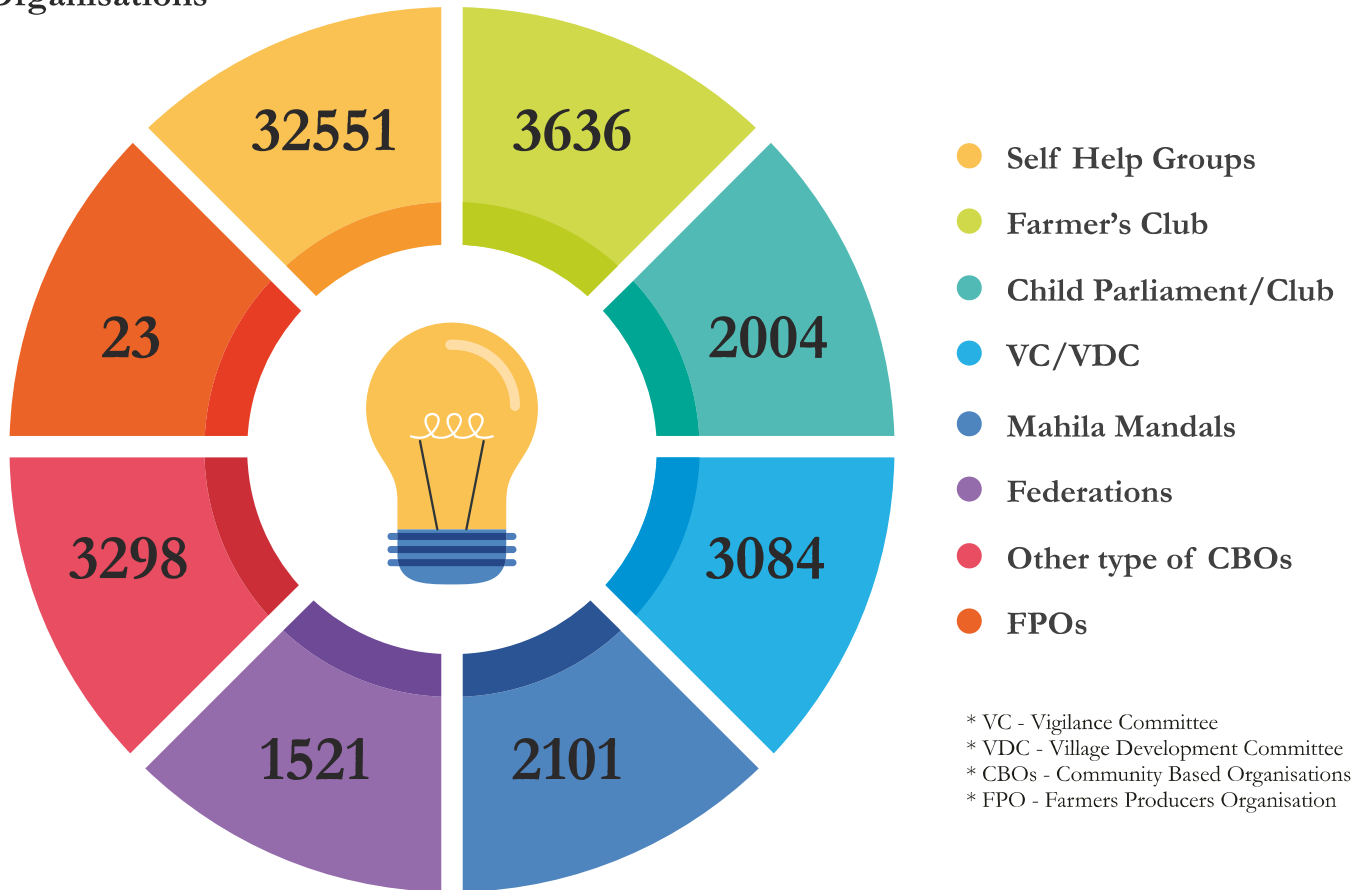 Organisations
32551
3636
23
2004
3298
3084
1521
2101
Self Help Groups
Farmer's Club
Child Parliament/Club
VC/VDC
Mahila Mandals
Federations
Other type of CBOs
FPOs
* VC - Vigilance Committee
* VDC - Village Development Committee
* CBOs - Community Based Organisations
* FPO - Farmers Producers Organisation